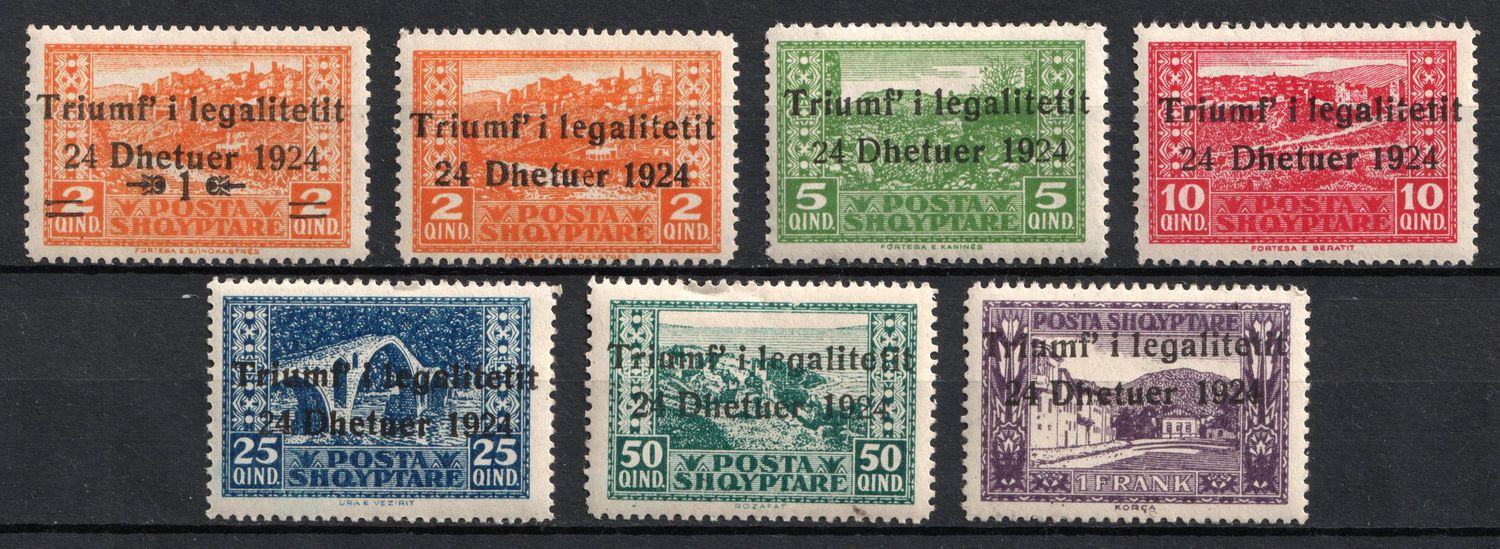 Triumf' i legalitetit
24 Dhetuer 1924
1
2 2
QIND. POSTA QIND.
SHQYPTARE
FORTESA E GJINOKASTRËS
Triumf' i legalitetit
24 Dhetuer 1924
2 2
QIND. POSTA QIND.
SHQYPTARE
FORTESA E GJINOKASTRËS
Triumf' i legalitetit
24 Dhetuer 1924
5 5
QIND. POSTA QIND.
SHQYPTARE
FORTESA E KANINËS
Triumf' i legalitetit
24 Dhetuer 1924
10 10
QIND. POSTA QIND.
SHQYPTARE
FORTESA E BERATIT
Triumf' i legalitetit
24 Dhetuer 1924
25 25
QIND. POSTA QIND.
SHQYPTARE
URA E VEZIRIT
Triumf' i legalitetit
24 Dhetuer 1924
50 50
QIND. POSTA QIND.
SHQYPTARE
ROZAFAT
POSTA SHQYPTARE
Triumf' i legalitetit
24 Dhetuer 1924
1 FRANK
KORÇA